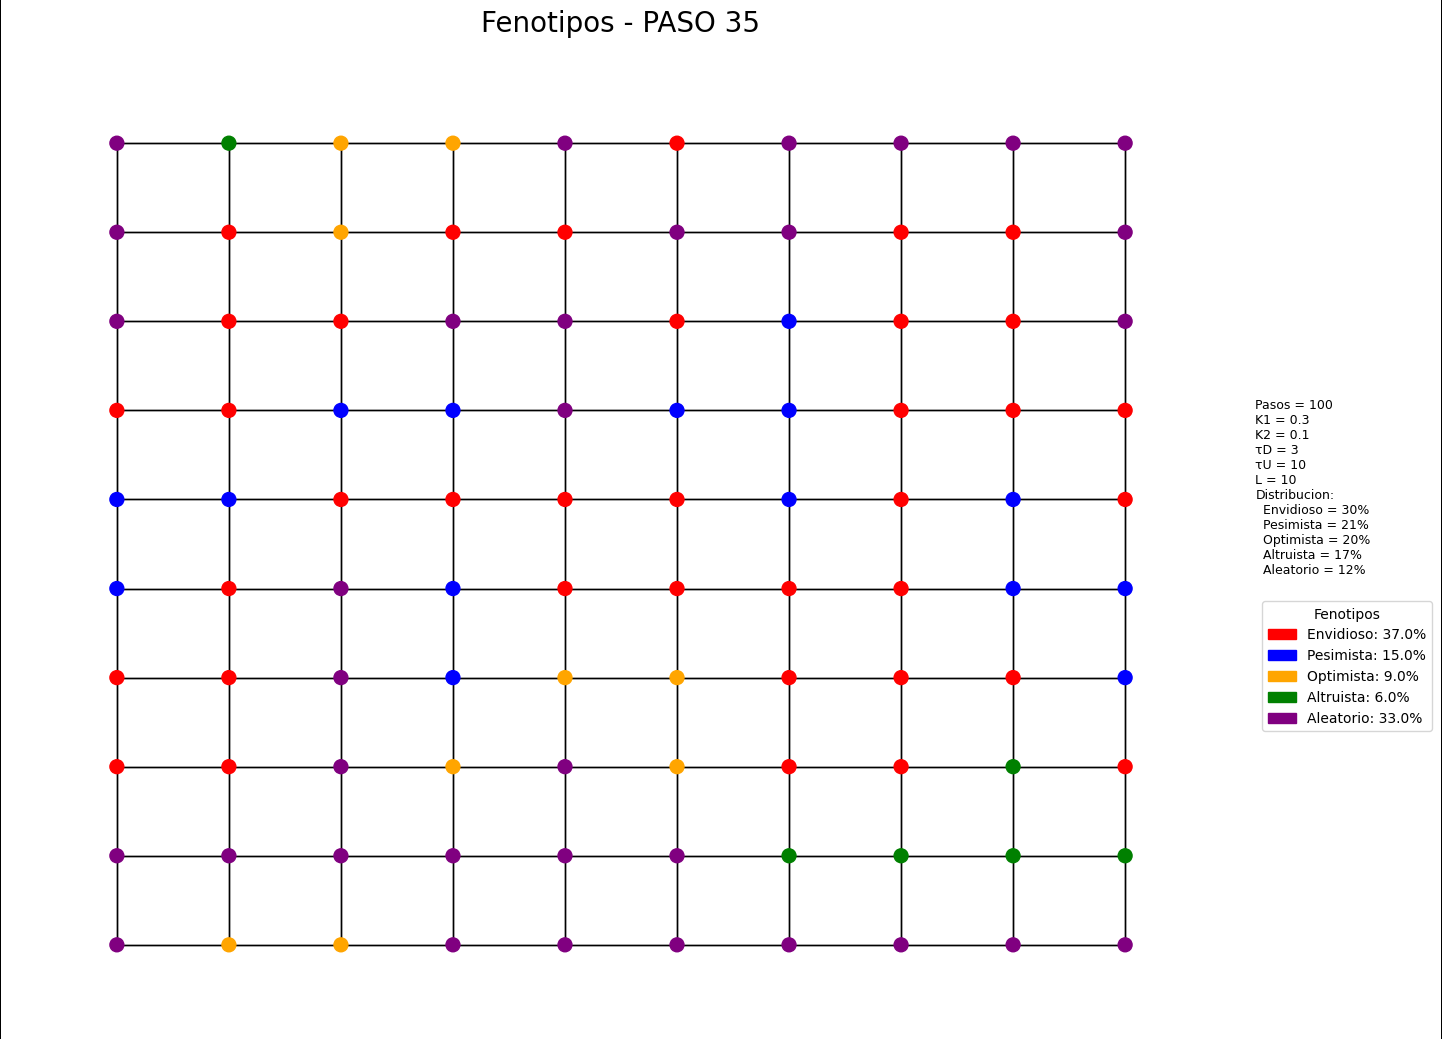 Fenotipos - PASO 35
Pasos = 100
K1 = 0.3
K2 = 0.1
τD = 3
τU = 10
L = 10
Distribucion:
Envidioso = 30%
Pesimista = 21%
Optimista = 20%
Altruista = 17%
Aleatorio = 12%
Fenotipos
Envidioso: 37.0%
Pesimista: 15.0%
Optimista: 9.0%
Altruista: 6.0%
Aleatorio: 33.0%